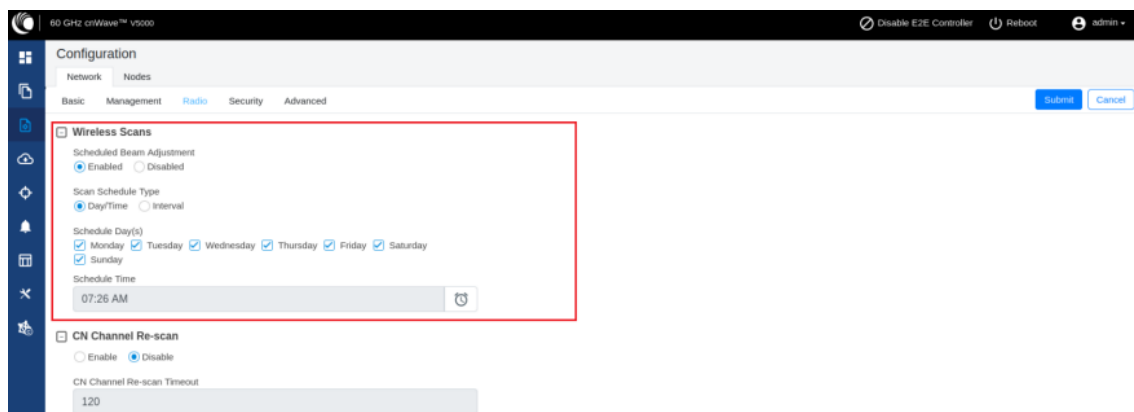 60 GHz cnWave™ V5000
Disable E2E Controller Reboot admin
Configuration
Network Nodes
Basic Management Radio Security Advanced
Submit Cancel
Wireless Scans
Scheduled Beam Adjustment
Enabled Disabled
Scan Schedule Type
Day/Time Interval
Schedule Day(s)
Monday Tuesday Wednesday Thursday Friday Saturday
Sunday
Schedule Time
07:26 AM
CN Channel Re-scan
Enable Disable
CN Channel Re-scan Timeout
120